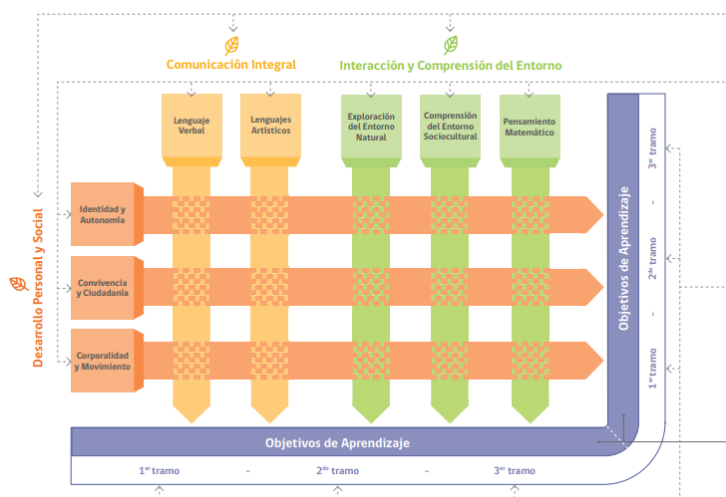 Comunicación Integral
Interacción y Comprensión del Entorno
Lenguaje
Verbal
Lenguajes
Artísticos
Exploración
del Entorno
Natural
Comprensión
del Entorno
Sociocultural
Pensamiento
Matemático
Desarrollo Personal y Social
Identidad y
Autonomía
Convivencia
y Ciudadanía
Corporalidad
y Movimiento
Objetivos de Aprendizaje
1er tramo - 2do tramo - 3er tramo
Objetivos de Aprendizaje
1er tramo - 2do tramo - 3er tramo